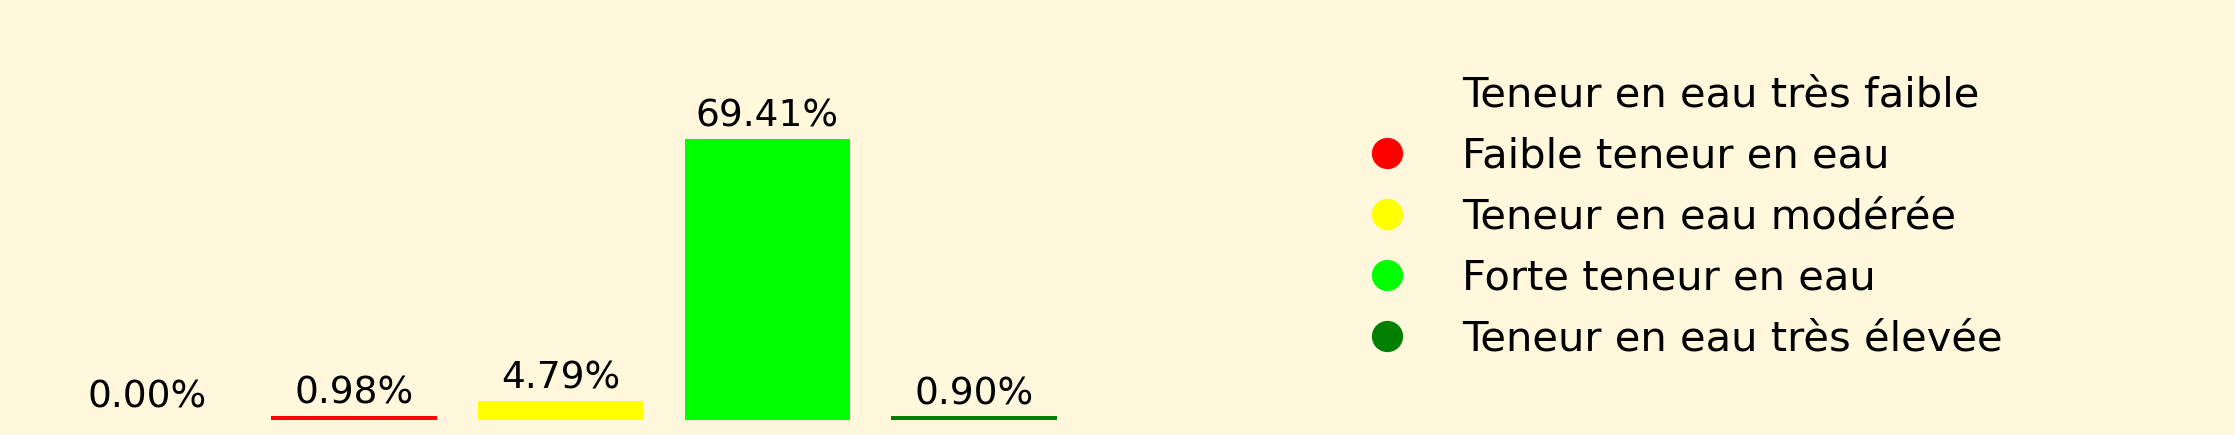 69.41%
0.00%
0.98%
4.79%
0.90%
Teneur en eau très faible
Faible teneur en eau
Teneur en eau modérée
Forte teneur en eau
Teneur en eau très élevée